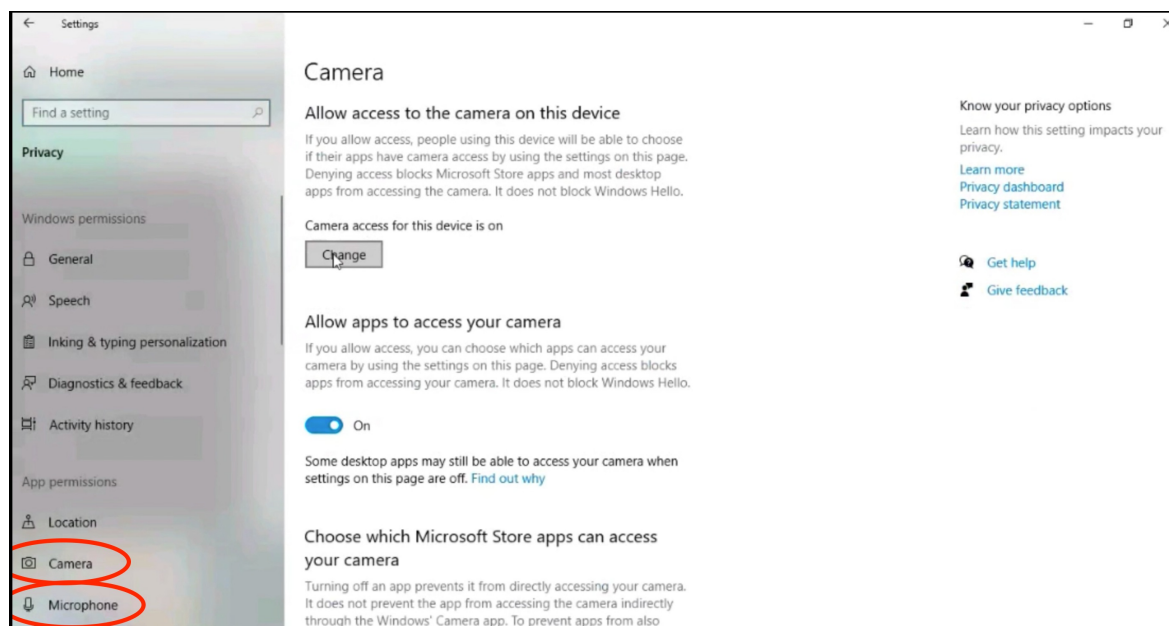 Settings
Home
Find a setting
Privacy
Windows permissions
General
Speech
Inking & typing personalization
Diagnostics & feedback
Activity history
App permissions
Location
Camera
Microphone
Camera
Allow access to the camera on this device
If you allow access, people using this device will be able to choose
if their apps have camera access by using the settings on this page.
Denying access blocks Microsoft Store apps and most desktop
apps from accessing the camera. It does not block Windows Hello.
Camera access for this device is on
Change
Allow apps to access your camera
If you allow access, you can choose which apps can access your
camera by using the settings on this page. Denying access blocks
apps from accessing your camera. It does not block Windows Hello.
On
Some desktop apps may still be able to access your camera when
settings on this page are off. Find out why
Choose which Microsoft Store apps can access
your camera
Turning off an app prevents it from directly accessing your camera.
It does not prevent the app from accessing the camera indirectly
through the Windows' Camera app. To prevent apps from also
Know your privacy options
Learn how this setting impacts your
privacy.
Learn more
Privacy dashboard
Privacy statement
Get help
Give feedback